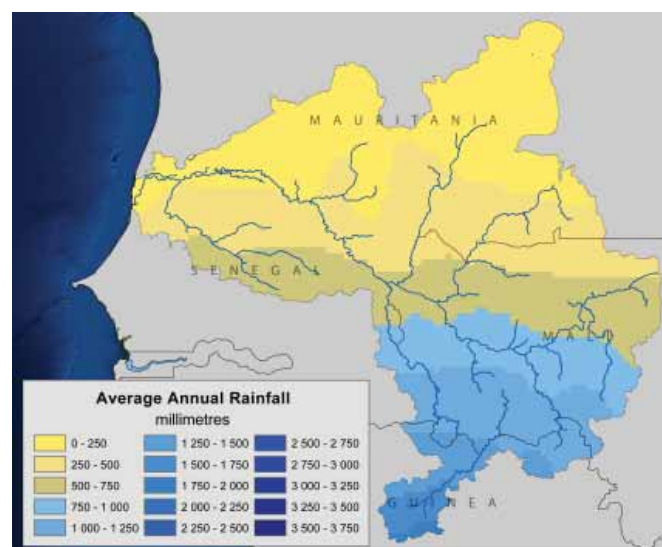 MAURITANIA
SENEGAL
MALI
Average Annual Rainfall
millimetres
0 - 250
250 - 500
500 - 750
750 - 1 000
1 000 - 1 250
1 250 - 1 500
1 500 - 1 750
1 750 - 2 000
2 000 - 2 250
2 250 - 2 500
2 500 - 2 750
2 750 - 3 000
3 000 - 3 250
3 250 - 3 500
3 500 - 3 750
GUINEA